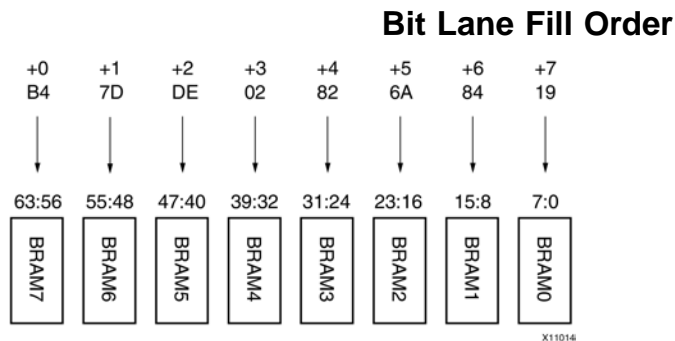 Bit Lane Fill Order
+0 +1 +2 +3 +4 +5 +6 +7
B4 7D DE 02 82 6A 84 19
63:56 55:48 47:40 39:32 31:24 23:16 15:8 7:0
BRAM7 BRAM6 BRAM5 BRAM4 BRAM3 BRAM2 BRAM1 BRAM0
X11014